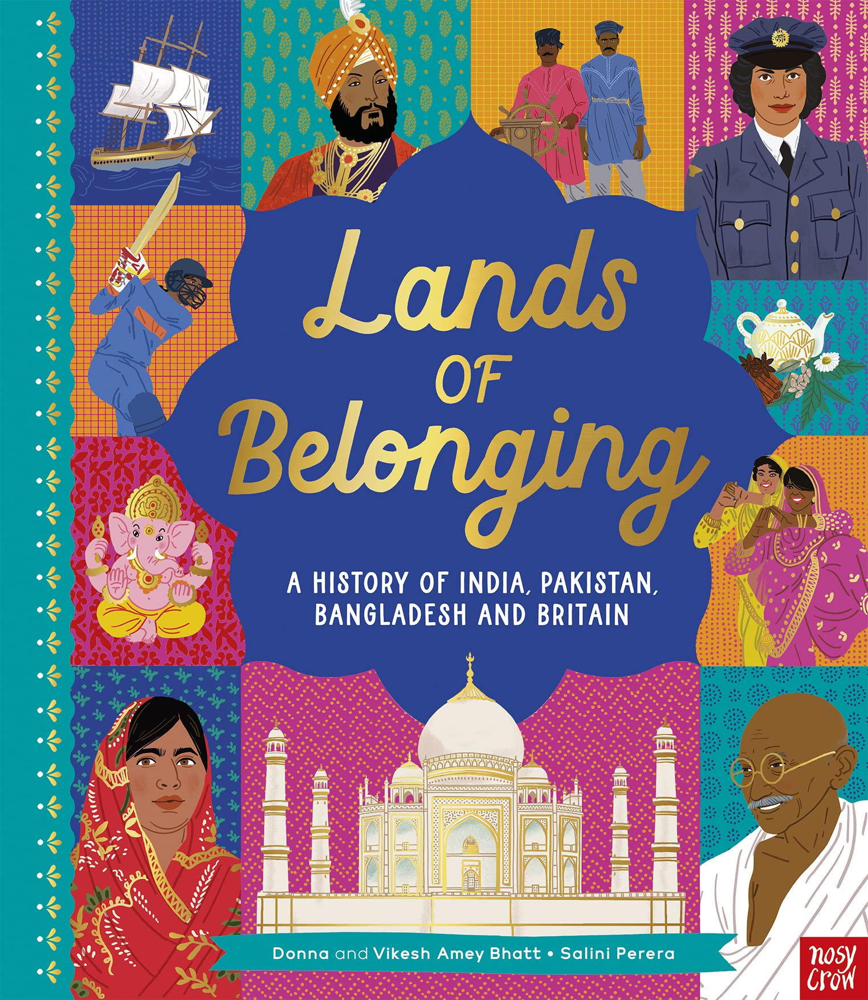 RAF
Lands
OF
Belonging
A HISTORY OF INDIA, PAKISTAN,
BANGLADESH AND BRITAIN
Donna and Vikesh Amey Bhatt • Salini Perera
nosy
crow